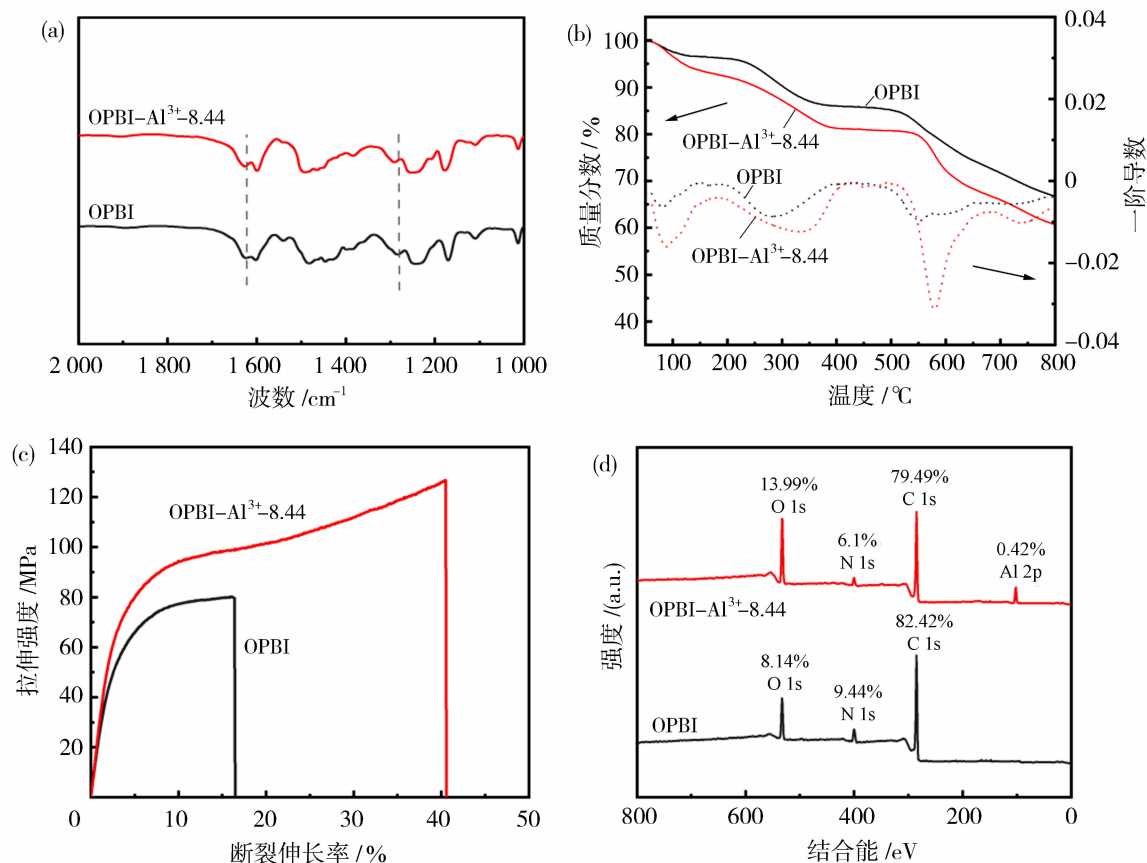 (a)
OPBI-Al³⁺-8.44
OPBI
2 000
1 800
1 600
1 400
1 200
1 000
波数 /cm⁻¹
(b)
100
90
80
70
60
50
40
质量分数 / %
0.04
0.02
0
-0.02
-0.04
一阶导数
OPBI
OPBI-Al³⁺-8.44
OPBI
OPBI-Al³⁺-8.44
100
200
300
400
500
600
700
800
温度 /℃
(c)
140
120
100
80
60
40
20
拉伸强度 /MPa
OPBI-Al³⁺-8.44
OPBI
0
10
20
30
40
50
断裂伸长率 / %
(d)
强度 /(a.u.)
13.99%
O 1s
6.1%
N 1s
79.49%
C 1s
0.42%
Al 2p
OPBI-Al³⁺-8.44
8.14%
O 1s
9.44%
N 1s
82.42%
C 1s
OPBI
800
600
400
200
0
结合能 /eV